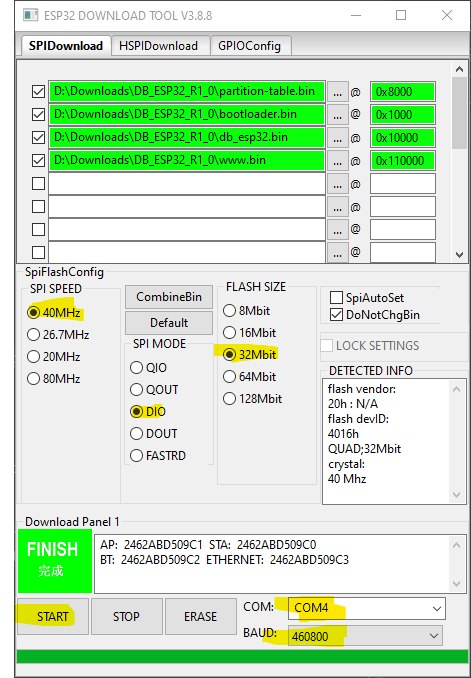 ESP32 DOWNLOAD TOOL V3.8.8
SPIDownload HSPIDownload GPIOConfig
D:\Downloads\DB_ESP32_R1_0\partition-table.bin ... @ 0x8000
D:\Downloads\DB_ESP32_R1_0\bootloader.bin ... @ 0x1000
D:\Downloads\DB_ESP32_R1_0\db_esp32.bin ... @ 0x10000
D:\Downloads\DB_ESP32_R1_0\www.bin ... @ 0x110000
... @
... @
... @
... @
SpiFlashConfig
SPI SPEED
40MHz
26.7MHz
20MHz
80MHz
CombineBin
Default
SPI MODE
QIO
QOUT
DIO
DOUT
FASTRD
FLASH SIZE
8Mbit
16Mbit
32Mbit
64Mbit
128Mbit
SpiAutoSet
DoNotChgBin
LOCK SETTINGS
DETECTED INFO
flash vendor:
20h : N/A
flash devID:
4016h
QUAD;32Mbit
crystal:
40 Mhz
Download Panel 1
FINISH
完成
AP: 2462ABD509C1 STA: 2462ABD509C0
BT: 2462ABD509C2 ETHERNET: 2462ABD509C3
START STOP ERASE
COM: COM4
BAUD: 460800